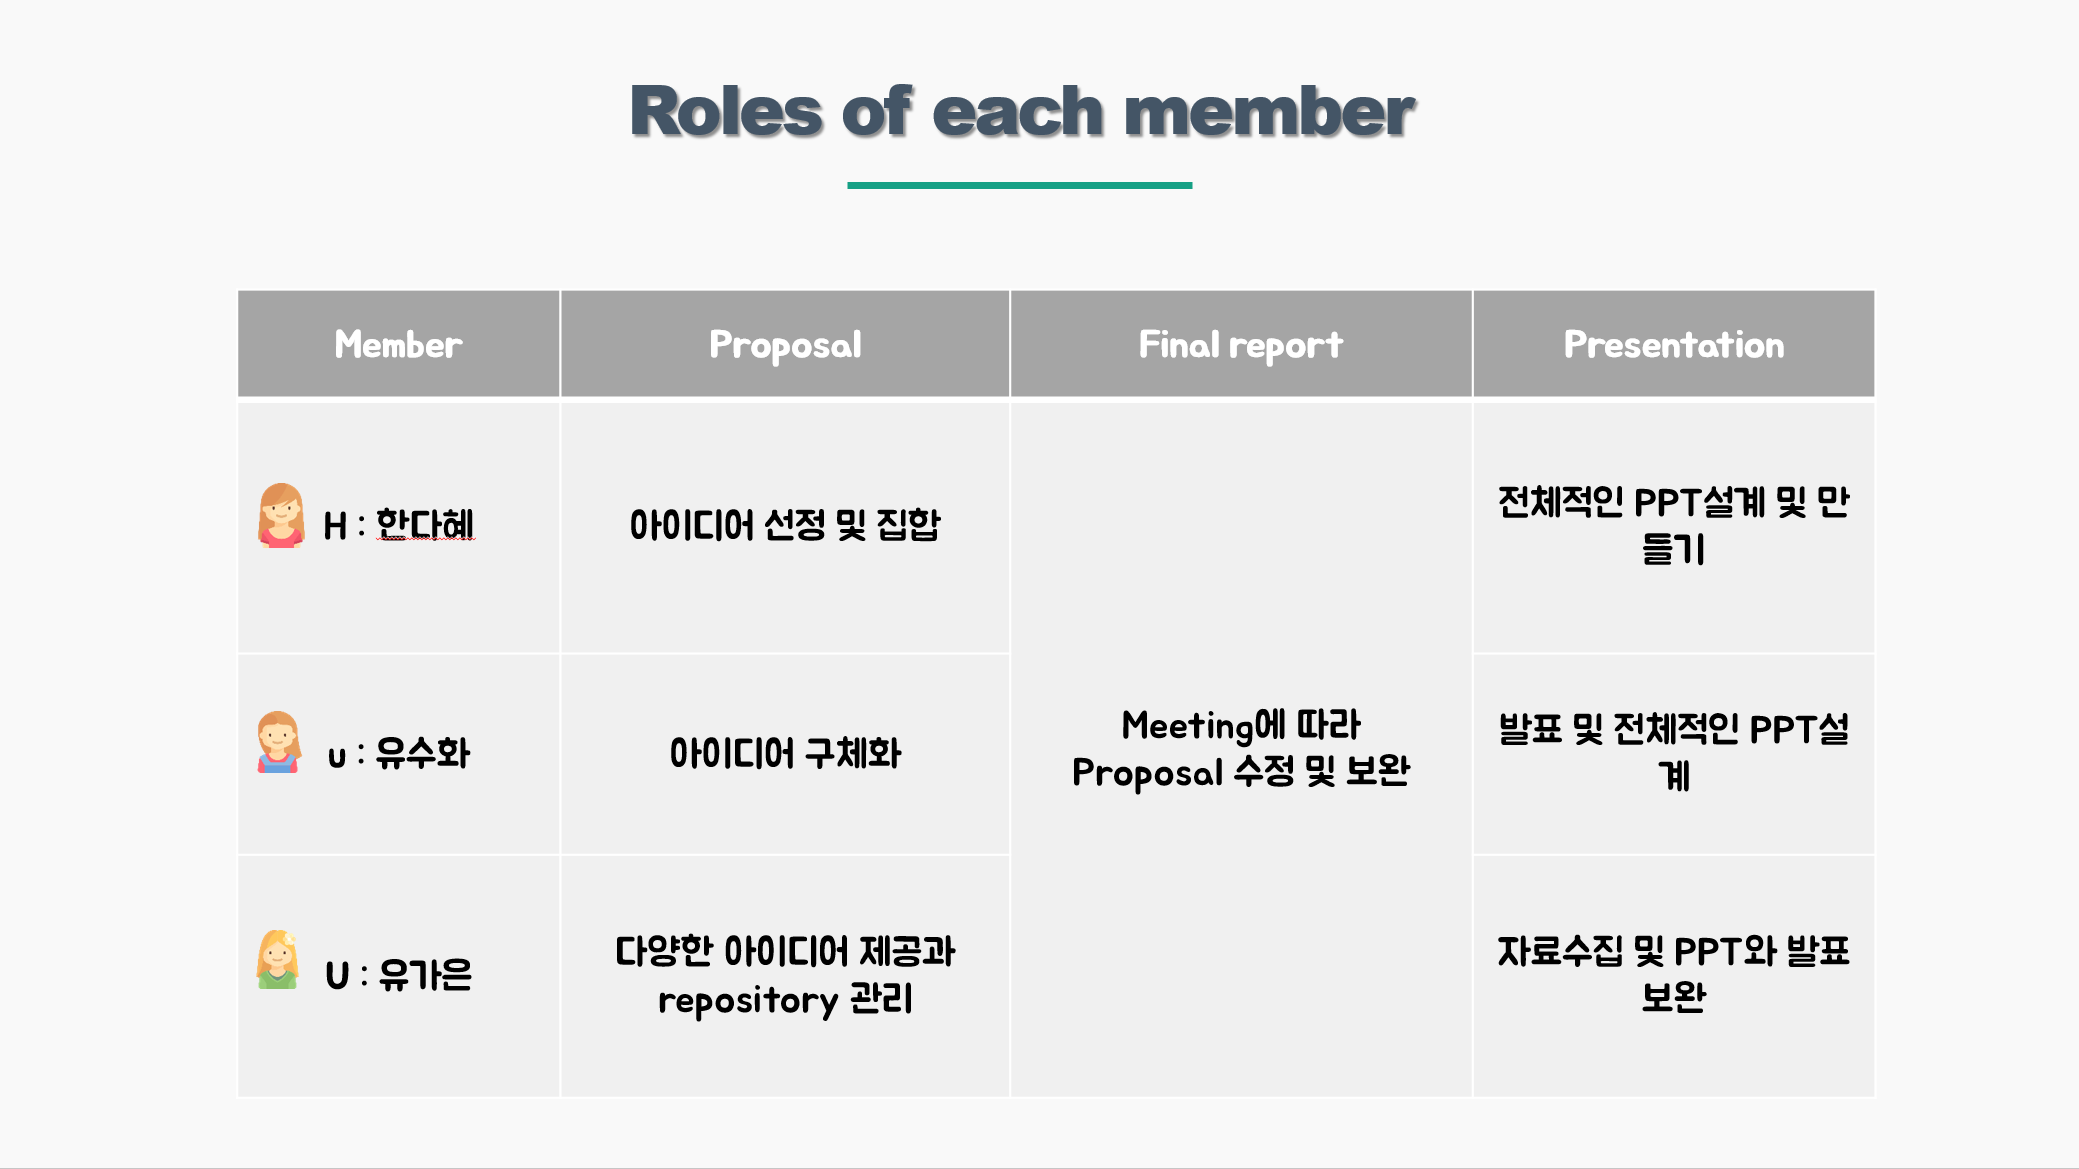 Roles of each member
Member
Proposal
Final report
Presentation
H : 한다혜
아이디어 선정 및 집합
전체적인 PPT설계 및 만
들기
u : 유수화
아이디어 구체화
Meeting에 따라
Proposal 수정 및 보완
발표 및 전체적인 PPT설
계
U : 유가은
다양한 아이디어 제공과
repository 관리
자료수집 및 PPT와 발표
보완